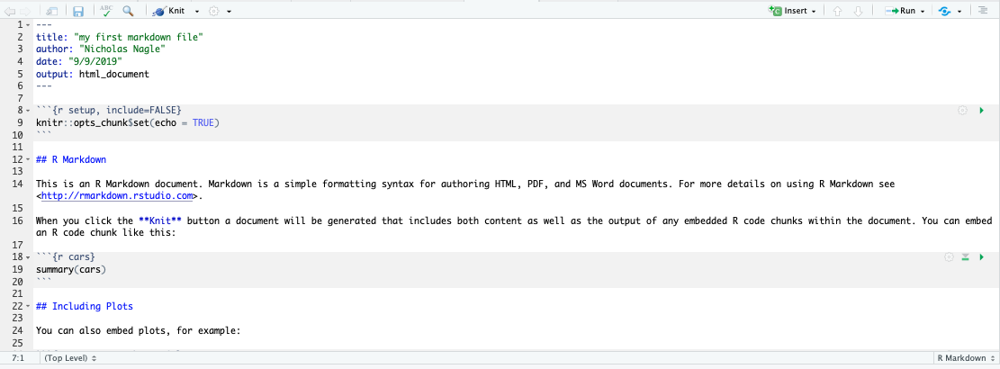 ABC
Knit
Insert
Run
1 ---
2 title: "my first markdown file"
3 author: "Nicholas Nagle"
4 date: "9/9/2019"
5 output: html_document
6 ---
7
8 ```{r setup, include=FALSE}
9 knitr::opts_chunk$set(echo = TRUE)
10 ```
11
12 ## R Markdown
13
14 This is an R Markdown document. Markdown is a simple formatting syntax for authoring HTML, PDF, and MS Word documents. For more details on using R Markdown see
<http://rmarkdown.rstudio.com>.
15
16 When you click the **Knit** button a document will be generated that includes both content as well as the output of any embedded R code chunks within the document. You can embed
an R code chunk like this:
17
18 ```{r cars}
19 summary(cars)
20 ```
21
22 ## Including Plots
23
24 You can also embed plots, for example:
25
7:1 (Top Level) R Markdown